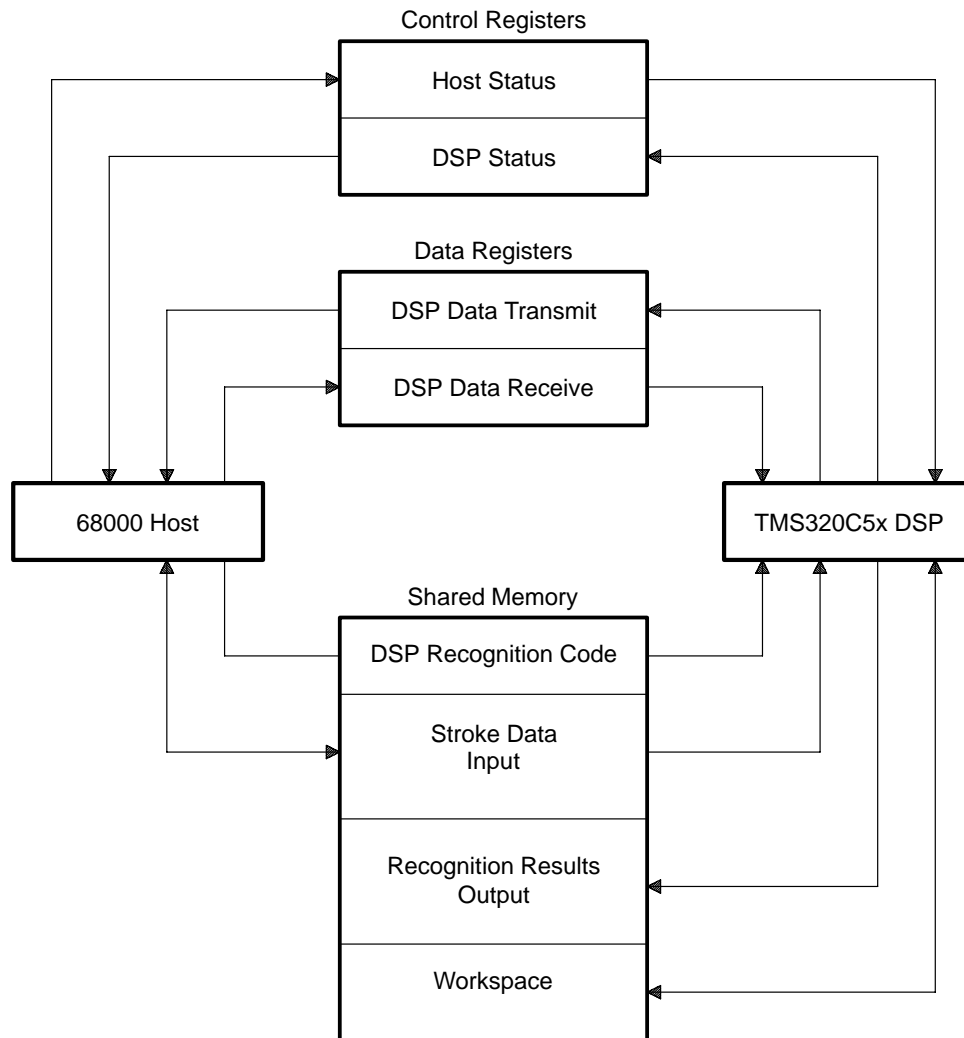 Control Registers
Host Status
DSP Status
Data Registers
DSP Data Transmit
DSP Data Receive
68000 Host
TMS320C5x DSP
Shared Memory
DSP Recognition Code
Stroke Data
Input
Recognition Results
Output
Workspace